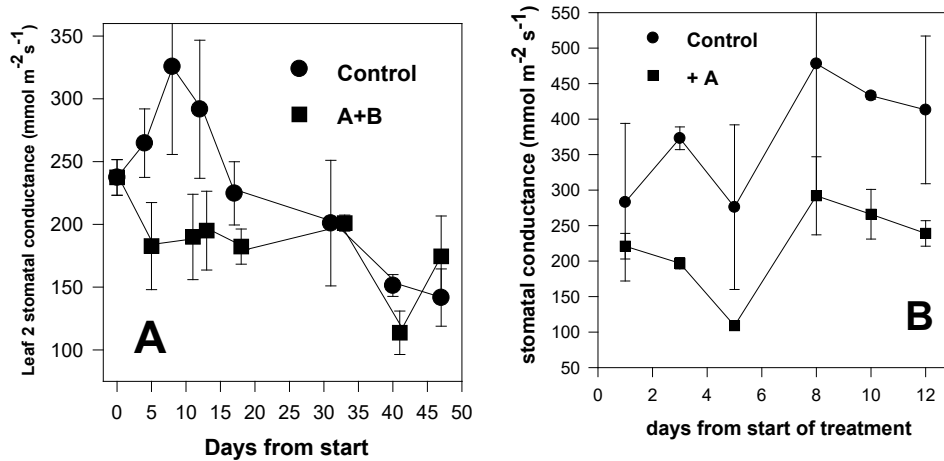 Leaf 2 stomatal conductance (mmol m-2 s-1)
350
300
250
200
150
100
Control
A+B
A
0 5 10 15 20 25 30 35 40 45 50
Days from start
stomatal conductance (mmol m-2 s-1)
550
500
450
400
350
300
250
200
150
100
50
Control
+ A
B
0 2 4 6 8 10 12
days from start of treatment